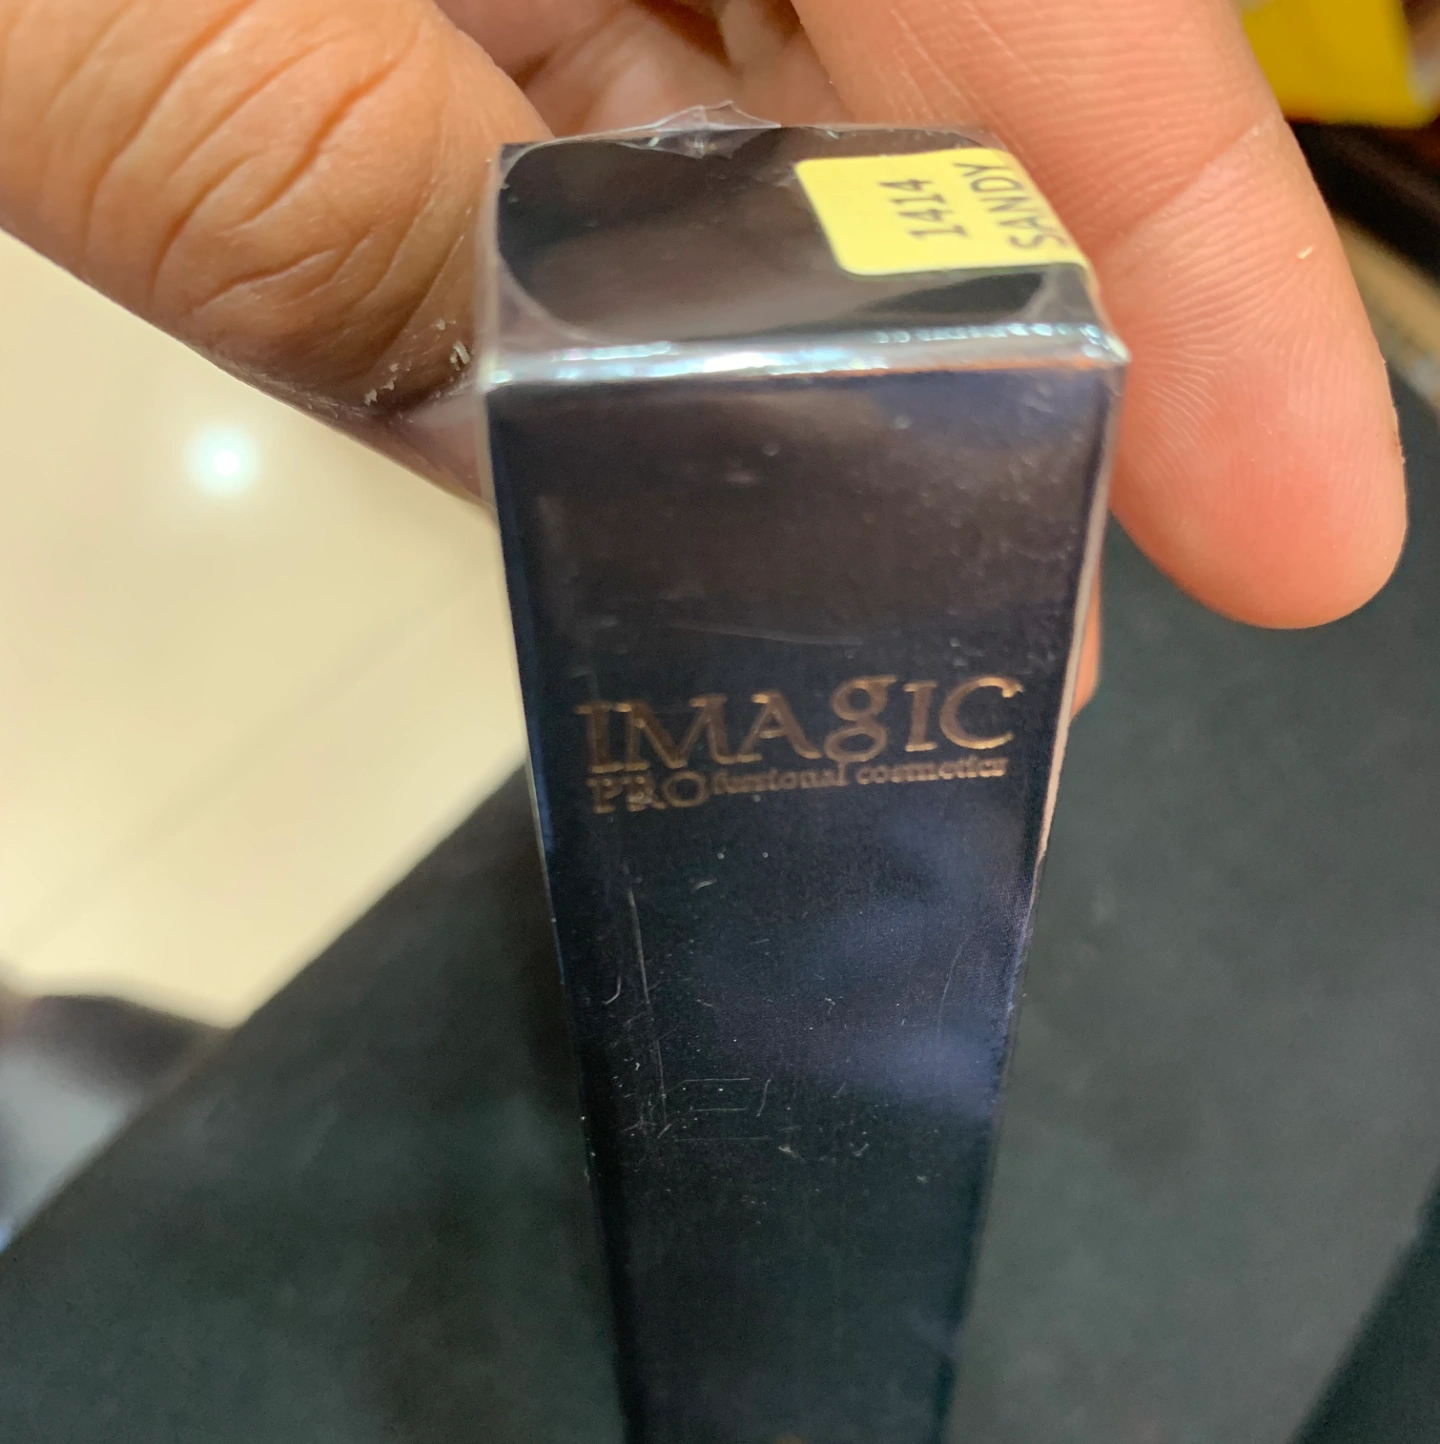 1414
SANDY
IMAGIC
PROfessional cosmetics